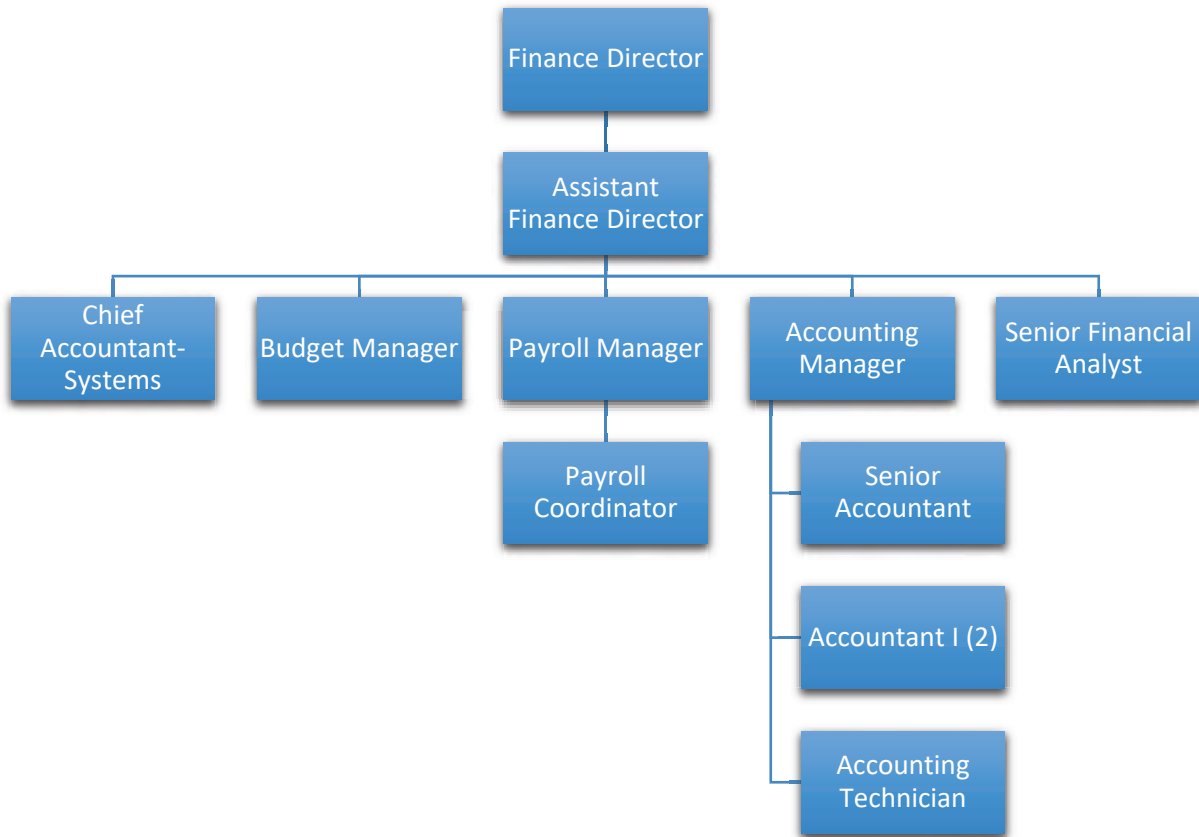 Finance Director
Assistant
Finance Director
Chief
Accountant-
Systems
Budget Manager
Payroll Manager
Accounting
Manager
Senior Financial
Analyst
Payroll
Coordinator
Senior
Accountant
Accountant I (2)
Accounting
Technician